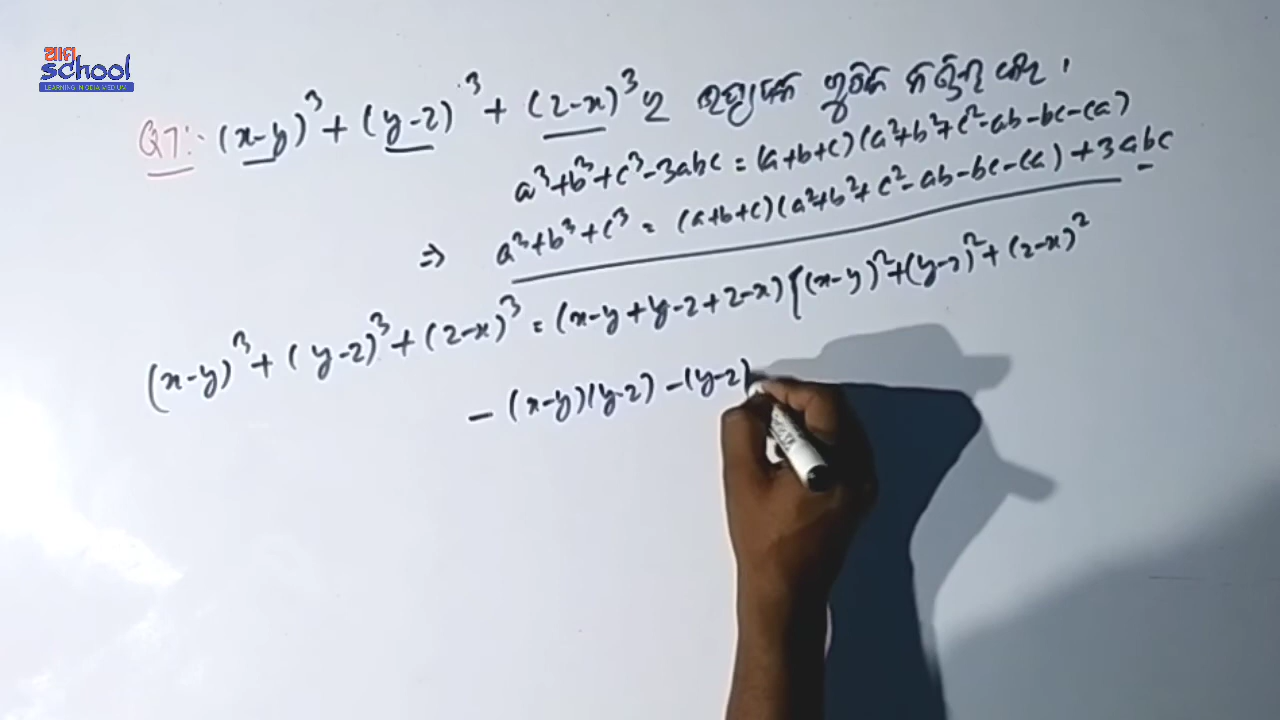 ଆମ
school
LEARNING IN ODIA MEDIUM
Q7:- (x-y)³ + (y-z)³ + (z-x)³ ର ଉତ୍ପାଦକ ଗୁଡିକ ନିର୍ଣ୍ଣୟ କର ।
a³+b³+c³-3abc = (a+b+c)(a²+b²+c²-ab-bc-ca)
⇒ a³+b³+c³ = (a+b+c)(a²+b²+c²-ab-bc-ca)+3abc
(x-y)³ + (y-z)³ + (z-x)³ = (x-y+y-z+z-x){(x-y)²+(y-z)²+(z-x)²
- (x-y)(y-z) -(y-z)